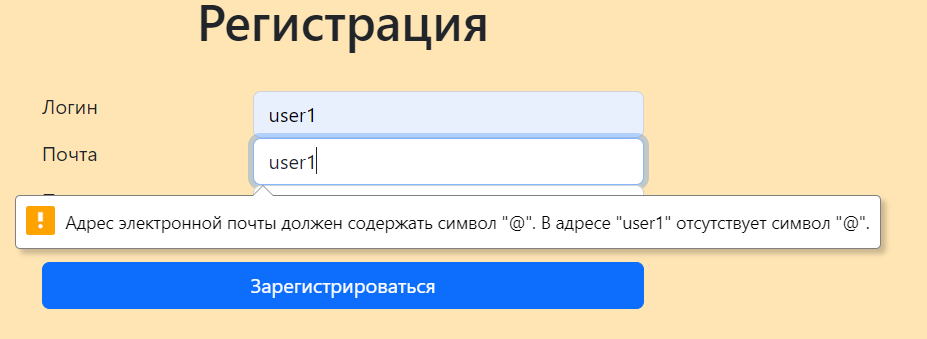 Регистрация
Логин
user1
Почта
user1
Адрес электронной почты должен содержать символ "@". В адресе "user1" отсутствует символ "@".
Зарегистрироваться